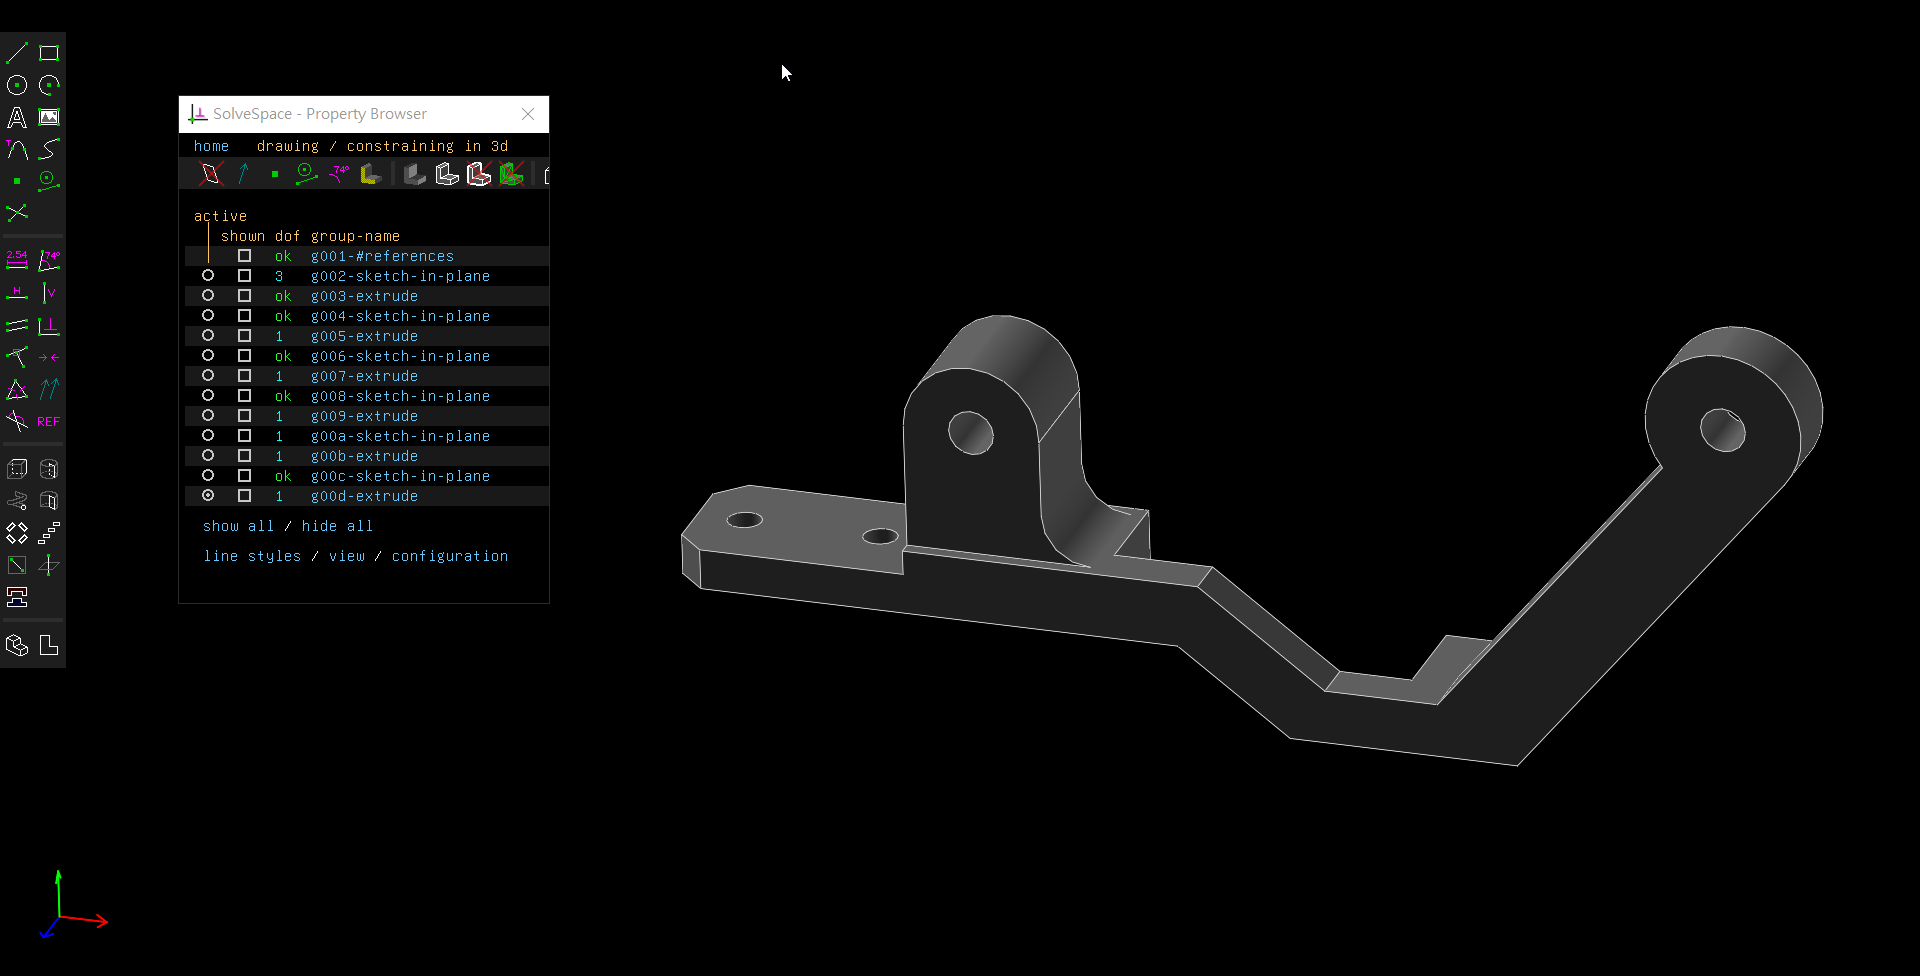 SolveSpace - Property Browser
home drawing / constraining in 3d
74º
active
shown dof group-name
ok g001-#references
3 g002-sketch-in-plane
ok g003-extrude
ok g004-sketch-in-plane
1 g005-extrude
ok g006-sketch-in-plane
1 g007-extrude
ok g008-sketch-in-plane
1 g009-extrude
1 g00a-sketch-in-plane
1 g00b-extrude
ok g00c-sketch-in-plane
1 g00d-extrude
show all / hide all
line styles / view / configuration
A
T
2.54 74º
H V
REF